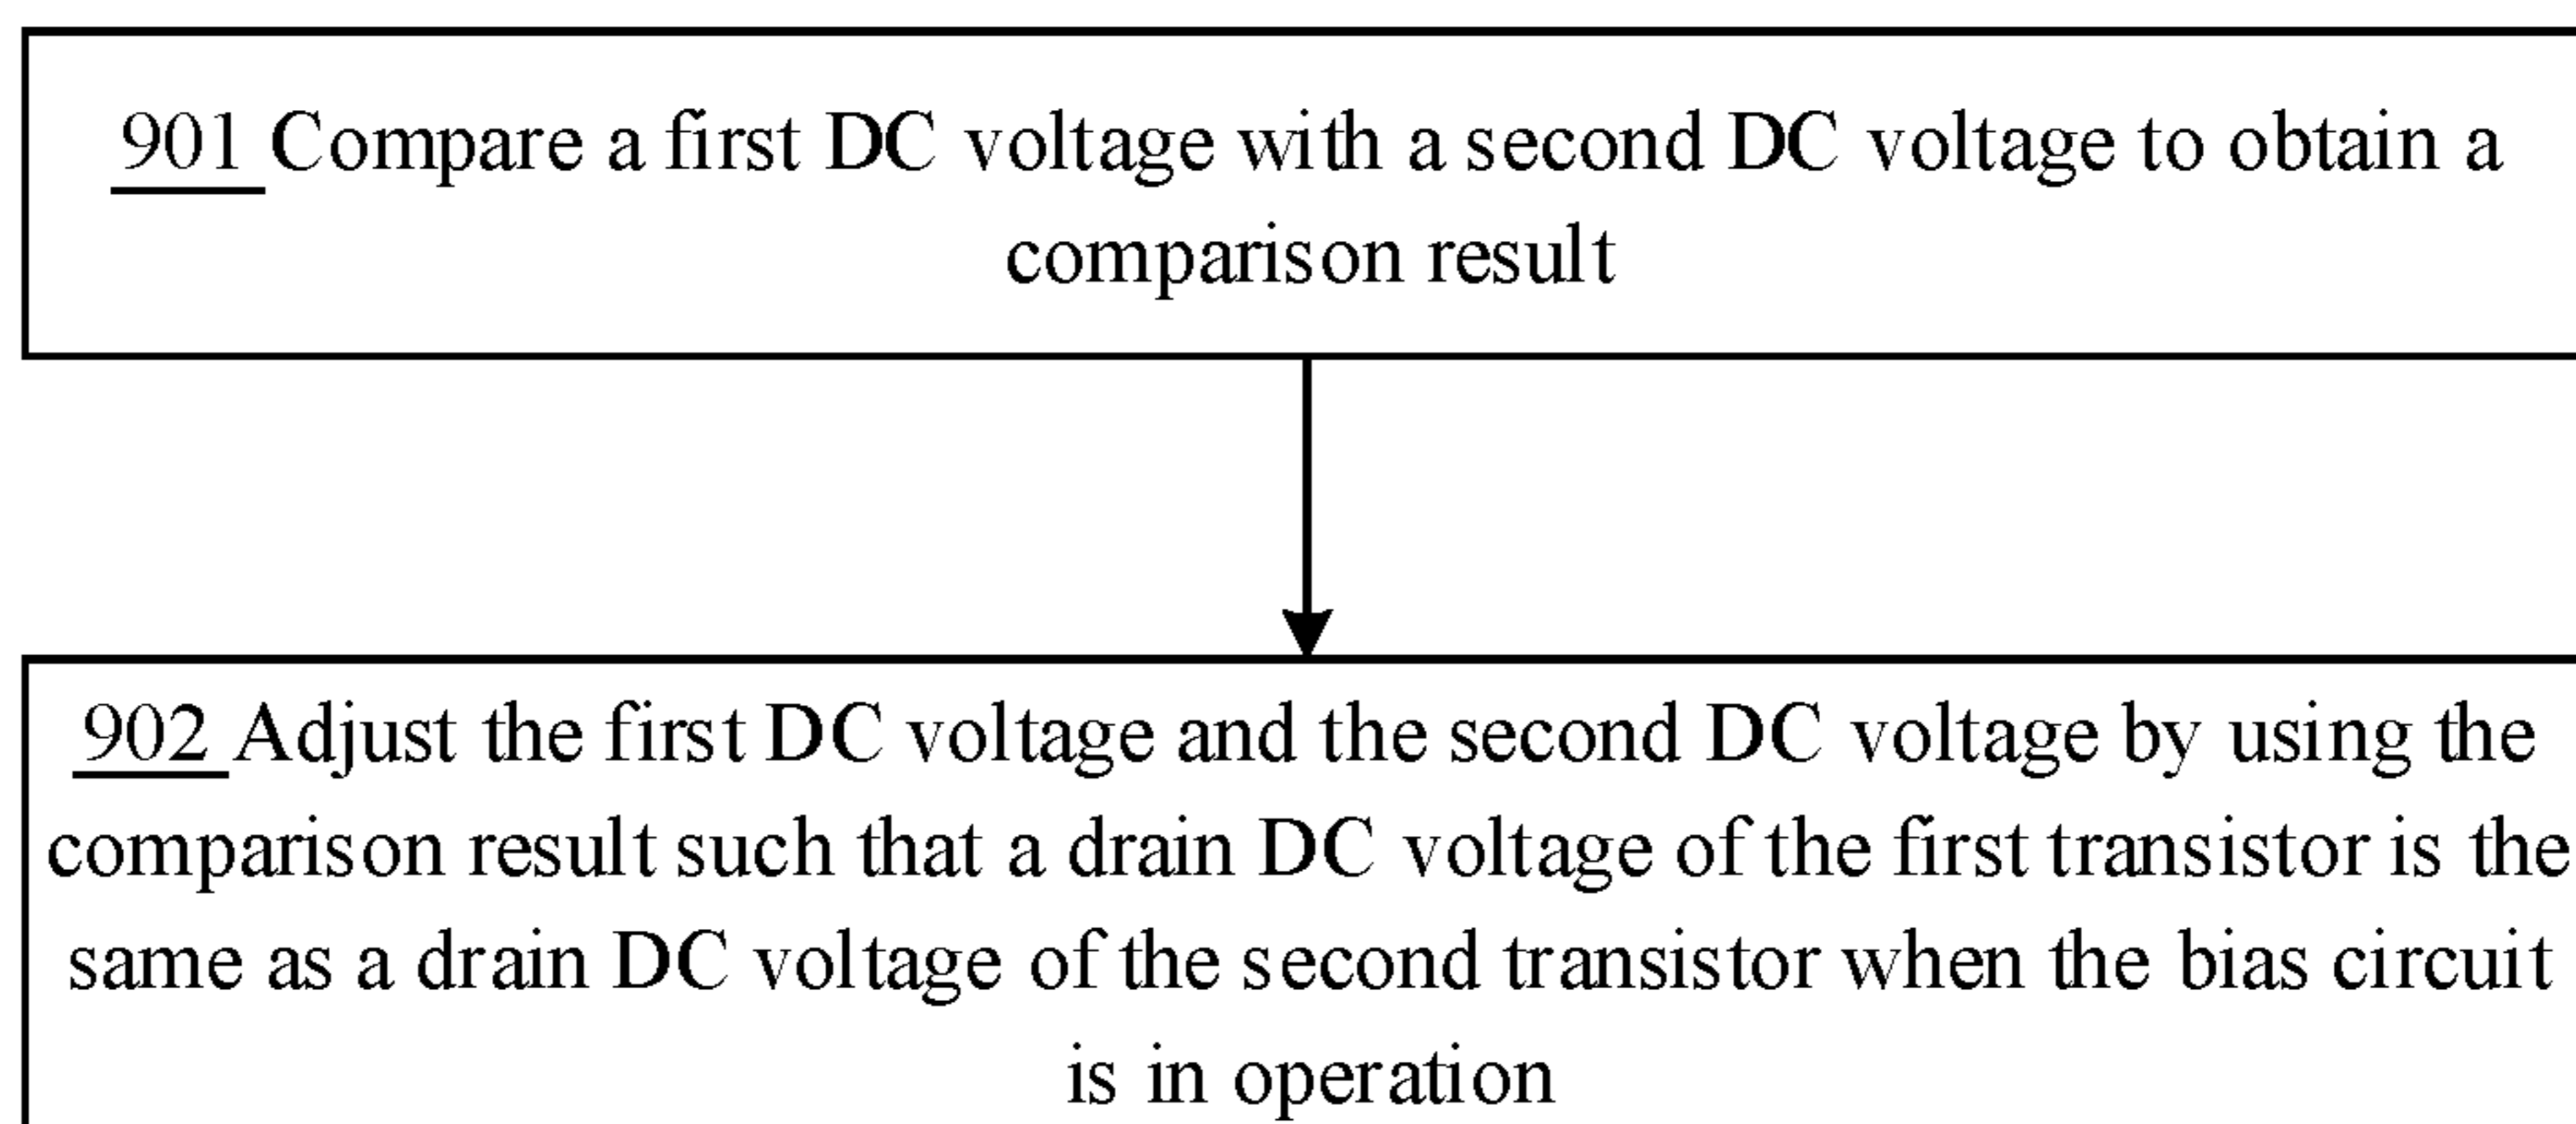 901 Compare a first DC voltage with a second DC voltage to obtain a
comparison result
902 Adjust the first DC voltage and the second DC voltage by using the
comparison result such that a drain DC voltage of the first transistor is the
same as a drain DC voltage of the second transistor when the bias circuit
is in operation